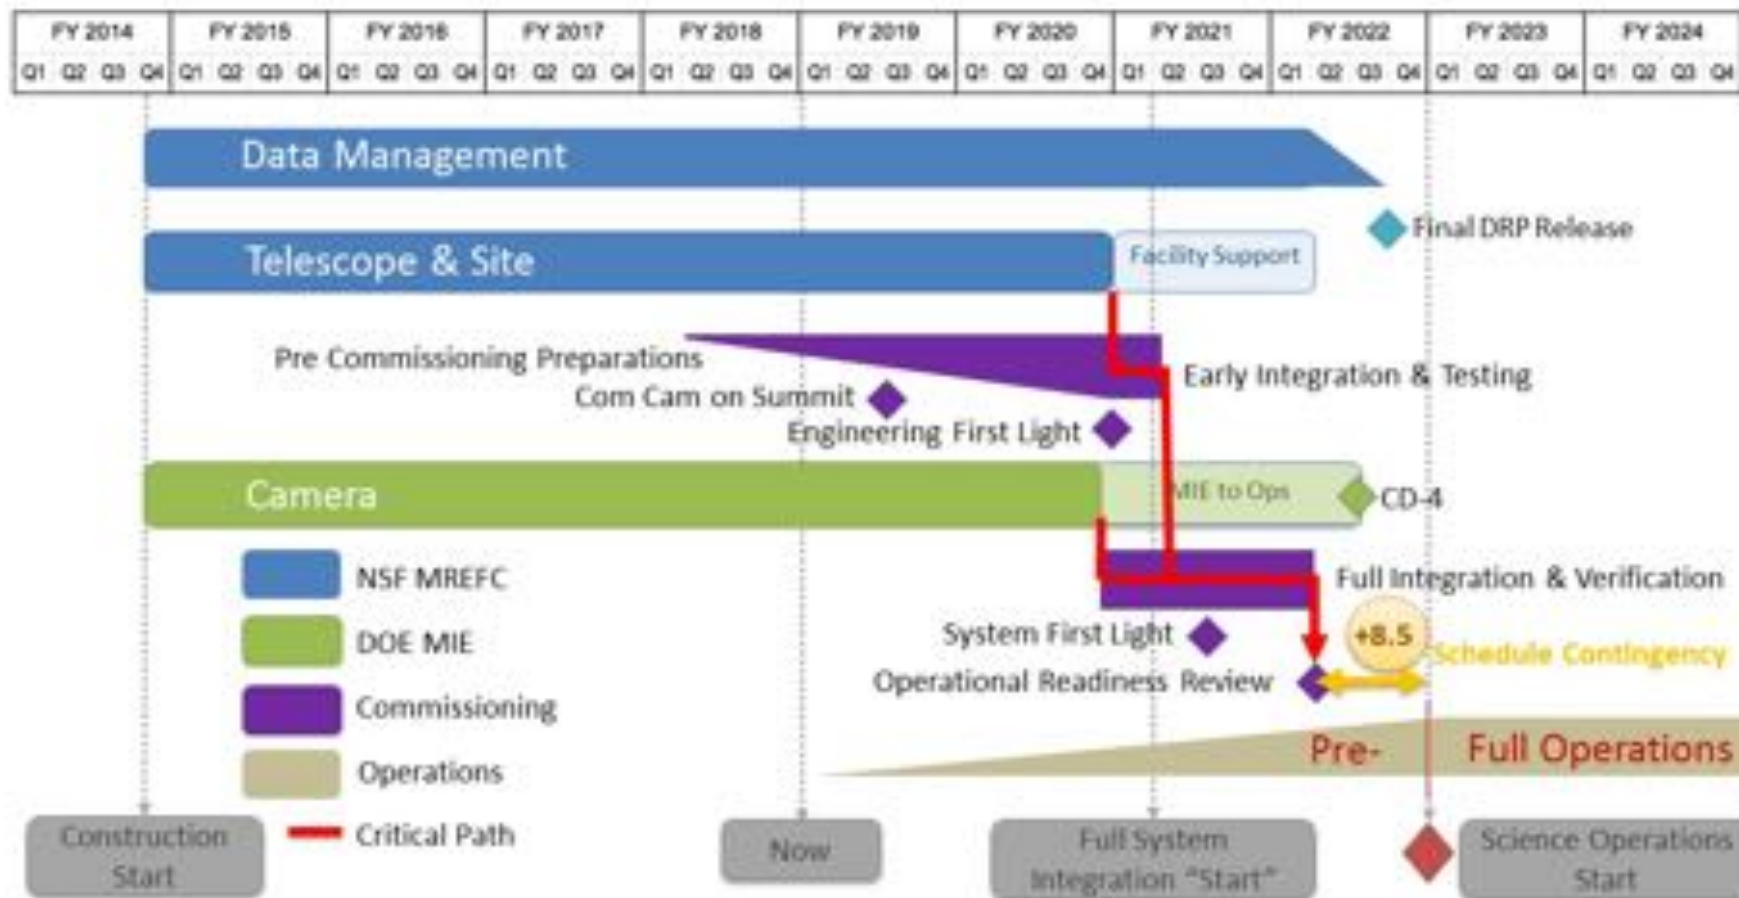 FY 2014 FY 2015 FY 2016 FY 2017 FY 2018 FY 2019 FY 2020 FY 2021 FY 2022 FY 2023 FY 2024
Q1 Q2 Q3 Q4 Q1 Q2 Q3 Q4 Q1 Q2 Q3 Q4 Q1 Q2 Q3 Q4 Q1 Q2 Q3 Q4 Q1 Q2 Q3 Q4 Q1 Q2 Q3 Q4 Q1 Q2 Q3 Q4 Q1 Q2 Q3 Q4 Q1 Q2 Q3 Q4 Q1 Q2 Q3 Q4
Data Management
Final DRP Release
Telescope & Site
Facility Support
Pre Commissioning Preparations
Early Integration & Testing
Com Cam on Summit
Engineering First Light
Camera
MIE to Ops
CD-4
NSF MREFC
Full Integration & Verification
DOE MIE
System First Light
+8.5
Schedule Contingency
Operational Readiness Review
Commissioning
Pre-
Full Operations
Operations
Critical Path
Construction
Start
Now
Full System
Integration "Start"
Science Operations
Start